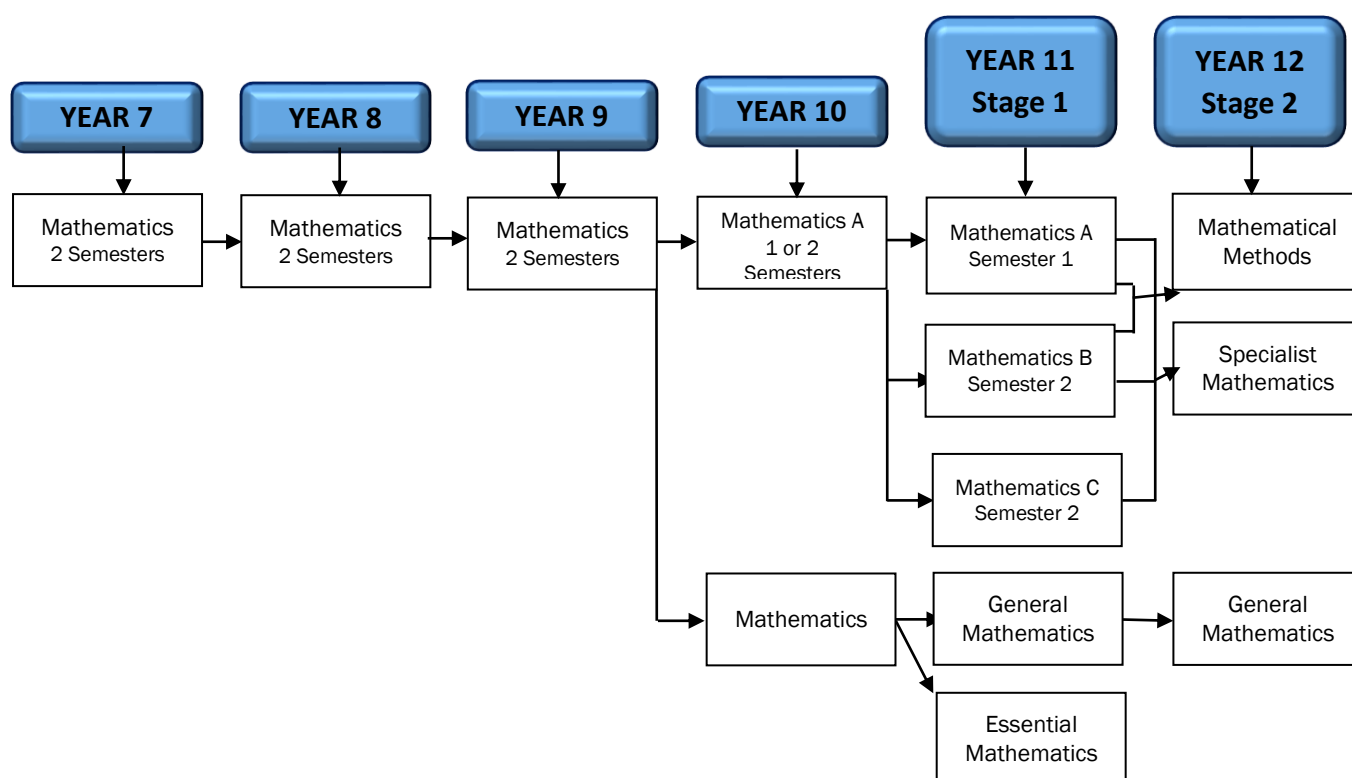 YEAR 7
YEAR 8
YEAR 9
YEAR 10
YEAR 11
Stage 1
YEAR 12
Stage 2
Mathematics
2 Semesters
Mathematics
2 Semesters
Mathematics
2 Semesters
Mathematics A
1 or 2
Semesters
Mathematics A
Semester 1
Mathematical
Methods
Mathematics B
Semester 2
Specialist
Mathematics
Mathematics C
Semester 2
Mathematics
General
Mathematics
General
Mathematics
Essential
Mathematics